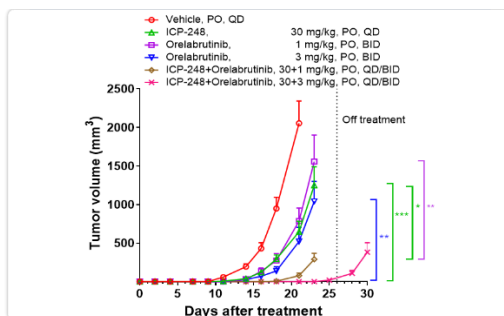 Vehicle, PO, QD
ICP-248, 30 mg/kg, PO, QD
Orelabrutinib, 1 mg/kg, PO, BID
Orelabrutinib, 3 mg/kg, PO, BID
ICP-248+Orelabrutinib, 30+1 mg/kg, PO, QD/BID
ICP-248+Orelabrutinib, 30+3 mg/kg, PO, QD/BID
Off treatment
Tumor volume (mm³)
2500
2000
1500
1000
500
0 5 10 15 20 25 30
Days after treatment
**
***
*
**